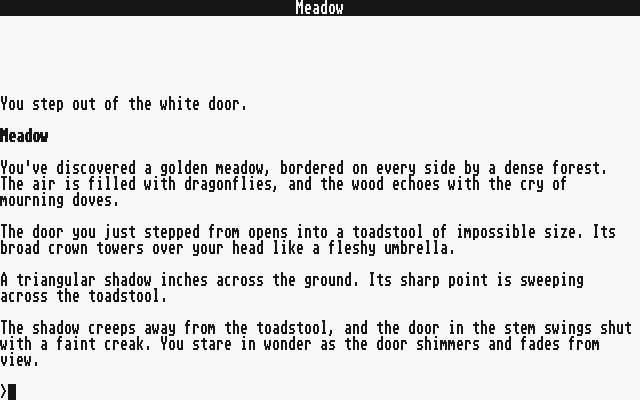 Meadow
You step out of the white door.
Meadow
You've discovered a golden meadow, bordered on every side by a dense forest.
The air is filled with dragonflies, and the wood echoes with the cry of
mourning doves.
The door you just stepped from opens into a toadstool of impossible size. Its
broad crown towers over your head like a fleshy umbrella.
A triangular shadow inches across the ground. Its sharp point is sweeping
across the toadstool.
The shadow creeps away from the toadstool, and the door in the stem swings shut
with a faint creak. You stare in wonder as the door shimmers and fades from
view.
>